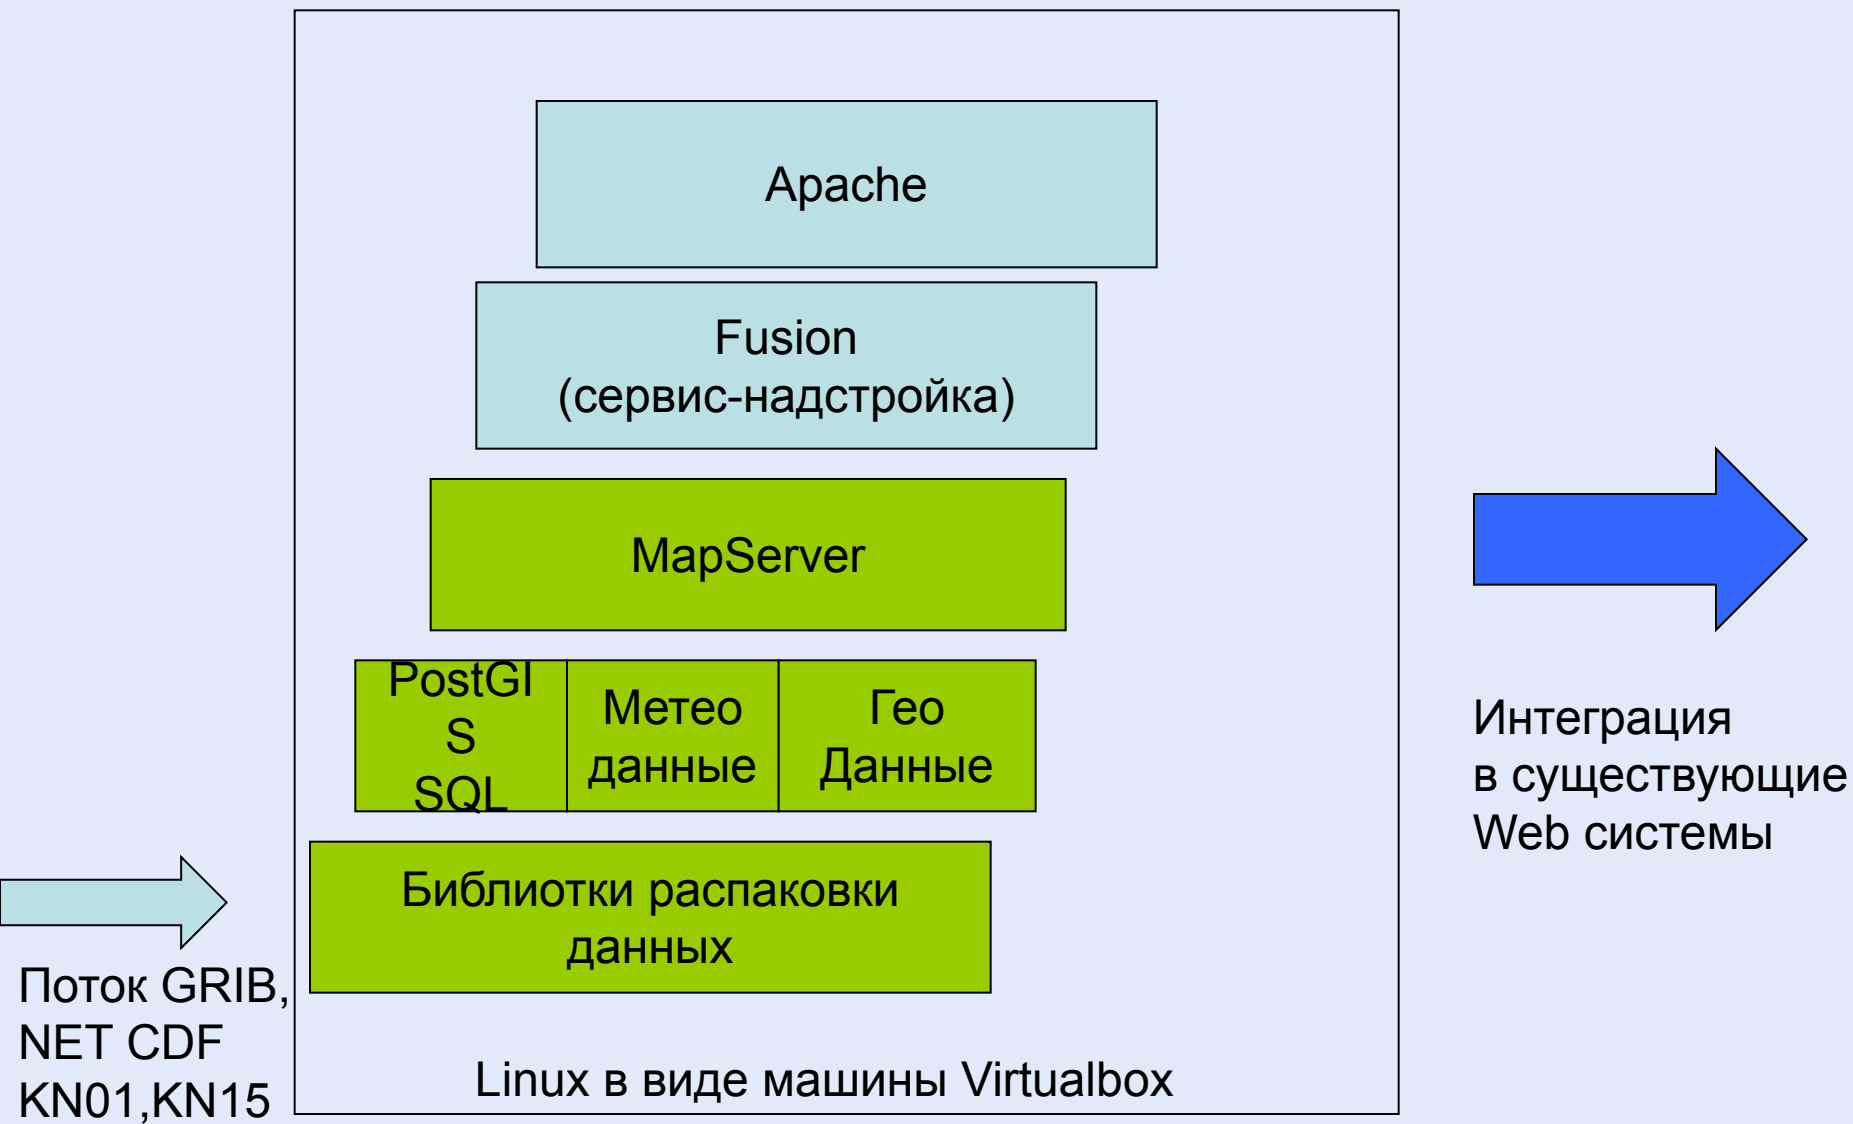 Apache
Fusion
(сервис-надстройка)
MapServer
PostGI
S
SQL
Метео
данные
Гео
Данные
Библиотки распаковки
данных
Linux в виде машины Virtualbox
Поток GRIB,
NET CDF
KN01,KN15
Интеграция
в существующие
Web системы